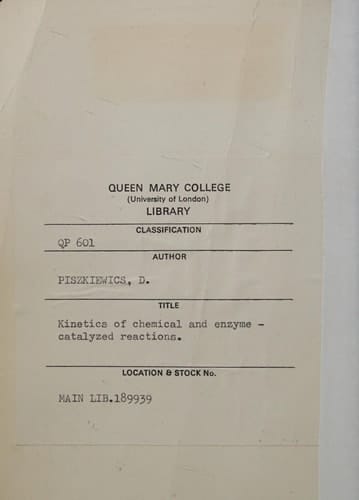 QUEEN MARY COLLEGE
(University of London)
LIBRARY
CLASSIFICATION
QP 601
AUTHOR
PISZKIEWICS, D.
TITLE
Kinetics of chemical and enzyme -
catalyzed reactions.
LOCATION & STOCK No.
MAIN LIB.189939